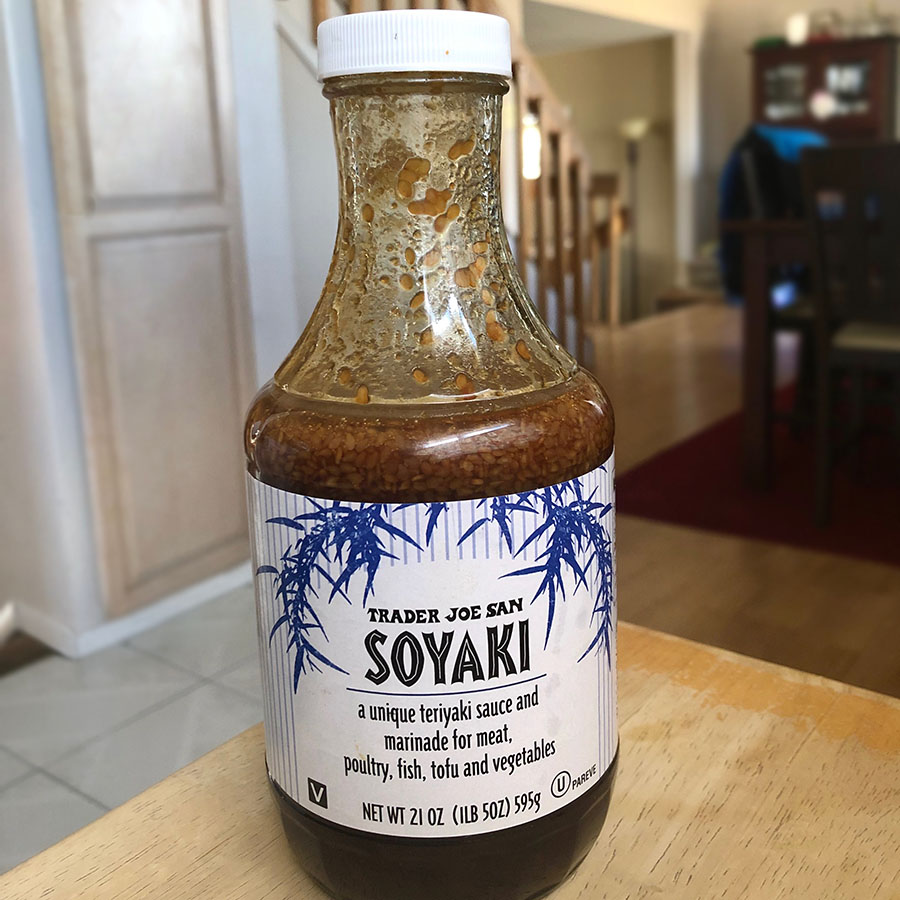 TRADER JOE SAN
SOYAKI
a unique teriyaki sauce and
marinade for meat,
poultry, fish, tofu and vegetables
V
U PAREVE
NET WT 21 OZ (1LB 5OZ) 595g